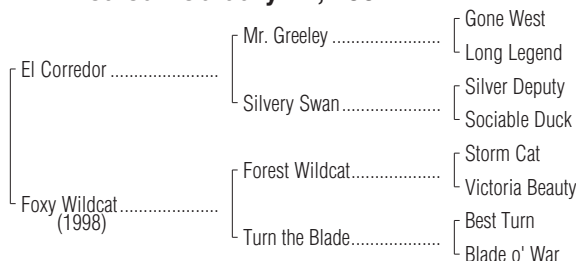 Gone West
Mr. Greeley ........................
Long Legend
El Corredor ........................
Silver Deputy
Silvery Swan.......................
Sociable Duck
Storm Cat
Forest Wildcat.....................
Victoria Beauty
Foxy Wildcat......................
(1998)
Best Turn
Turn the Blade.....................
Blade o' War